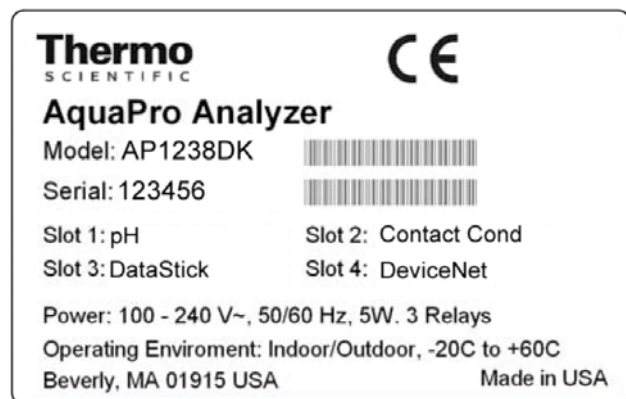 Thermo
SCIENTIFIC
CE
AquaPro Analyzer
Model: AP1238DK
Serial: 123456
Slot 1: pH Slot 2: Contact Cond
Slot 3: DataStick Slot 4: DeviceNet
Power: 100 - 240 V~, 50/60 Hz, 5W. 3 Relays
Operating Enviroment: Indoor/Outdoor, -20C to +60C
Beverly, MA 01915 USA Made in USA